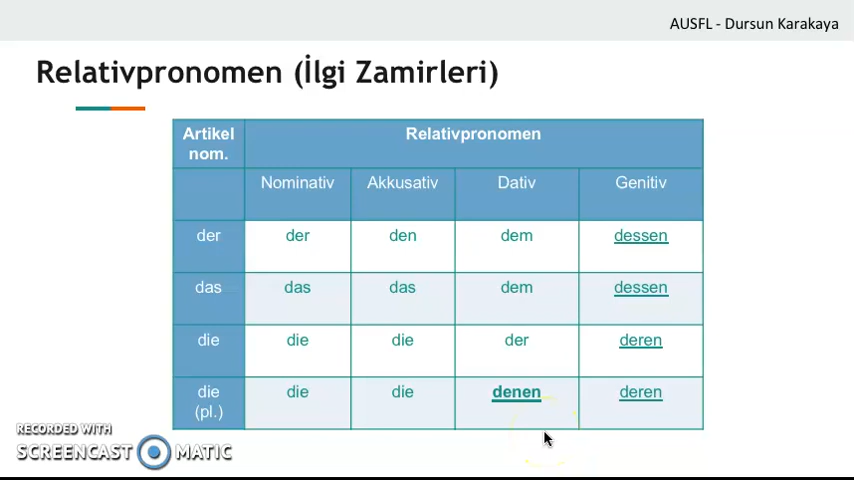 AUSFL - Dursun Karakaya
Relativpronomen (İlgi Zamirleri)
Artikel nom. Relativpronomen
Nominativ Akkusativ Dativ Genitiv
der der den dem dessen
das das das dem dessen
die die die der deren
die (pl.) die die denen deren
RECORDED WITH
SCREENCAST MATIC